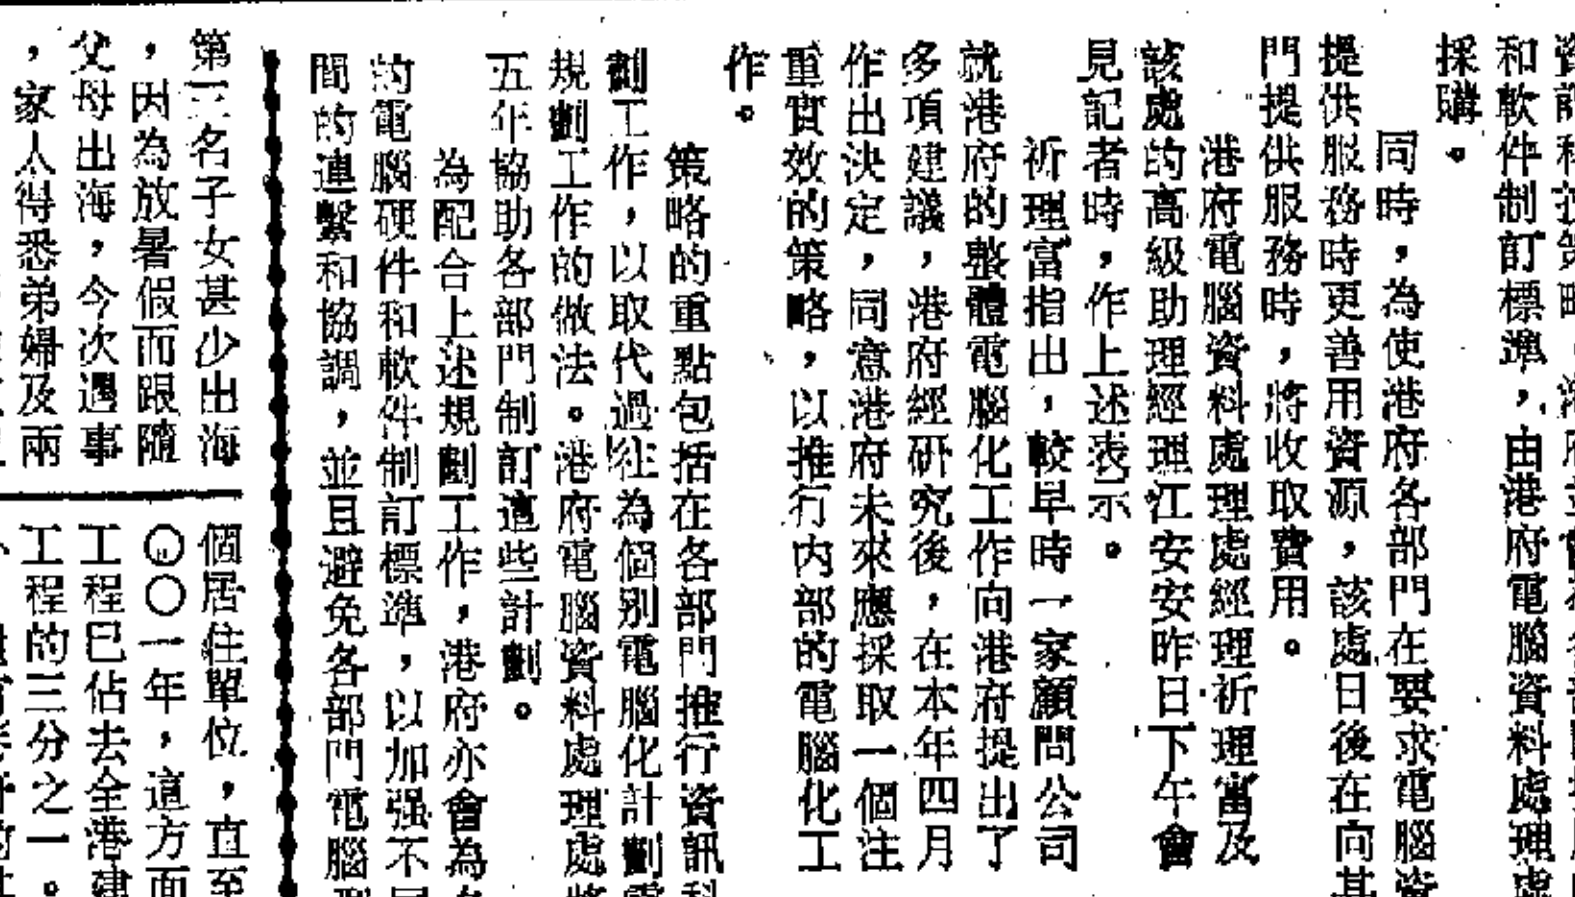 和軟件制訂標準，由港府電腦資料處理處
採購。
同時，為使港府各部門在要求電腦資
提供服務時更善用資源，該處日後在向其
門提供服務時，將收取費用。
港府電腦資料處理處經理祈理富及
該處的高級助理經理江安安昨日下午會
見記者時，作上述表示。
祈理富指出，較早時一家顧問公司
就港府的整體電腦化工作向港府提出了
多項建議，港府經研究後，在本年四月
作出決定，同意港府未來應採取一個注
重實效的策略，以推行內部的電腦化工
作。
策略的重點包括在各部門推行資訊科
劃工作，以取代過往為個別電腦化計劃
規劃工作的做法。港府電腦資料處理處將
五年協助各部門制訂這些計劃。
為配合上述規劃工作，港府亦會為
的電腦硬件和軟件制訂標準，以加强不同
間的連繫和協調，並且避免各部門電腦
第三名子女甚少出海
，因為放暑假而跟隨
父母出海，今次遇事
，家人得悉弟婦及兩
個居住單位，直至
〇〇一年，這方面
工程已佔去全港建
工程的三分之一。